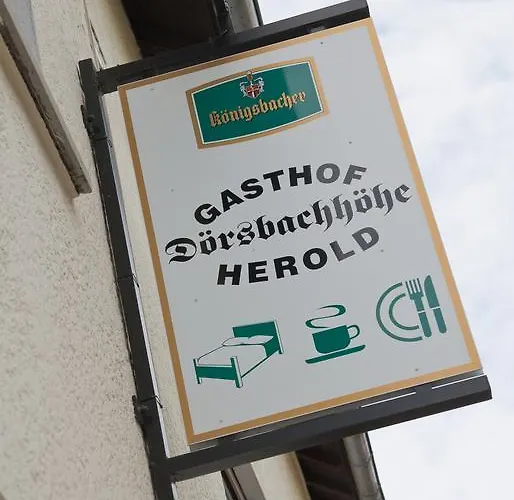 Königsbacher
GASTHOF
Dörsbachhöhe
HEROLD